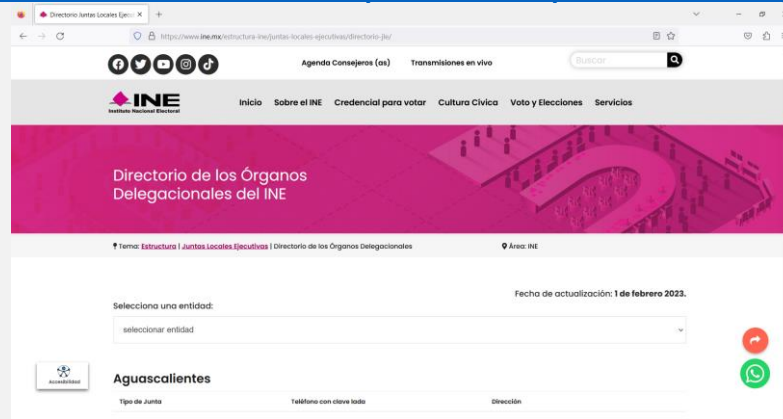 Directorio Juntas Locales Ejecu
https://www.ine.mx/estructura-ine/juntas-locales-ejecutivas/directorio-jle/
Agenda Consejeros (as) Transmisiones en vivo Buscar
INE
Instituto Nacional Electoral
Inicio Sobre el INE Credencial para votar Cultura Cívica Voto y Elecciones Servicios
Directorio de los Órganos
Delegacionales del INE
Tema: Estructura | Juntas Locales Ejecutivas | Directorio de los Órganos Delegacionales Área: INE
Fecha de actualización: 1 de febrero 2023.
Selecciona una entidad:
seleccionar entidad
Accesibilidad
Aguascalientes
Tipo de Junta Teléfono con clave lada Dirección